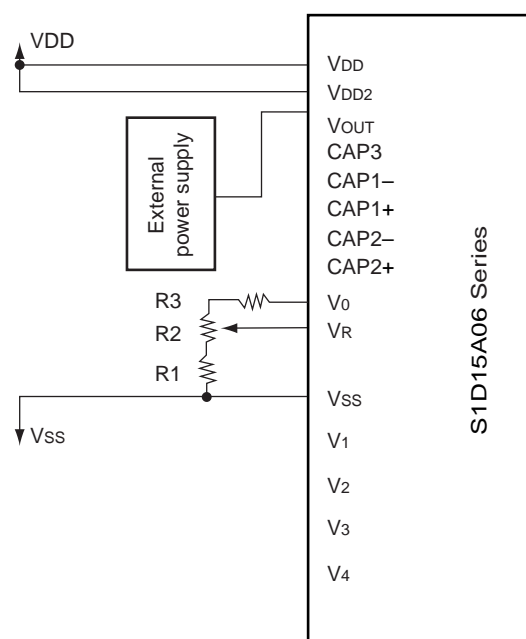 VDD
VDD
VDD2
VOUT
CAP3
CAP1–
CAP1+
CAP2–
CAP2+
External
power supply
R3
V0
R2
VR
R1
VSS
VSS
V1
V2
V3
V4
S1D15A06 Series